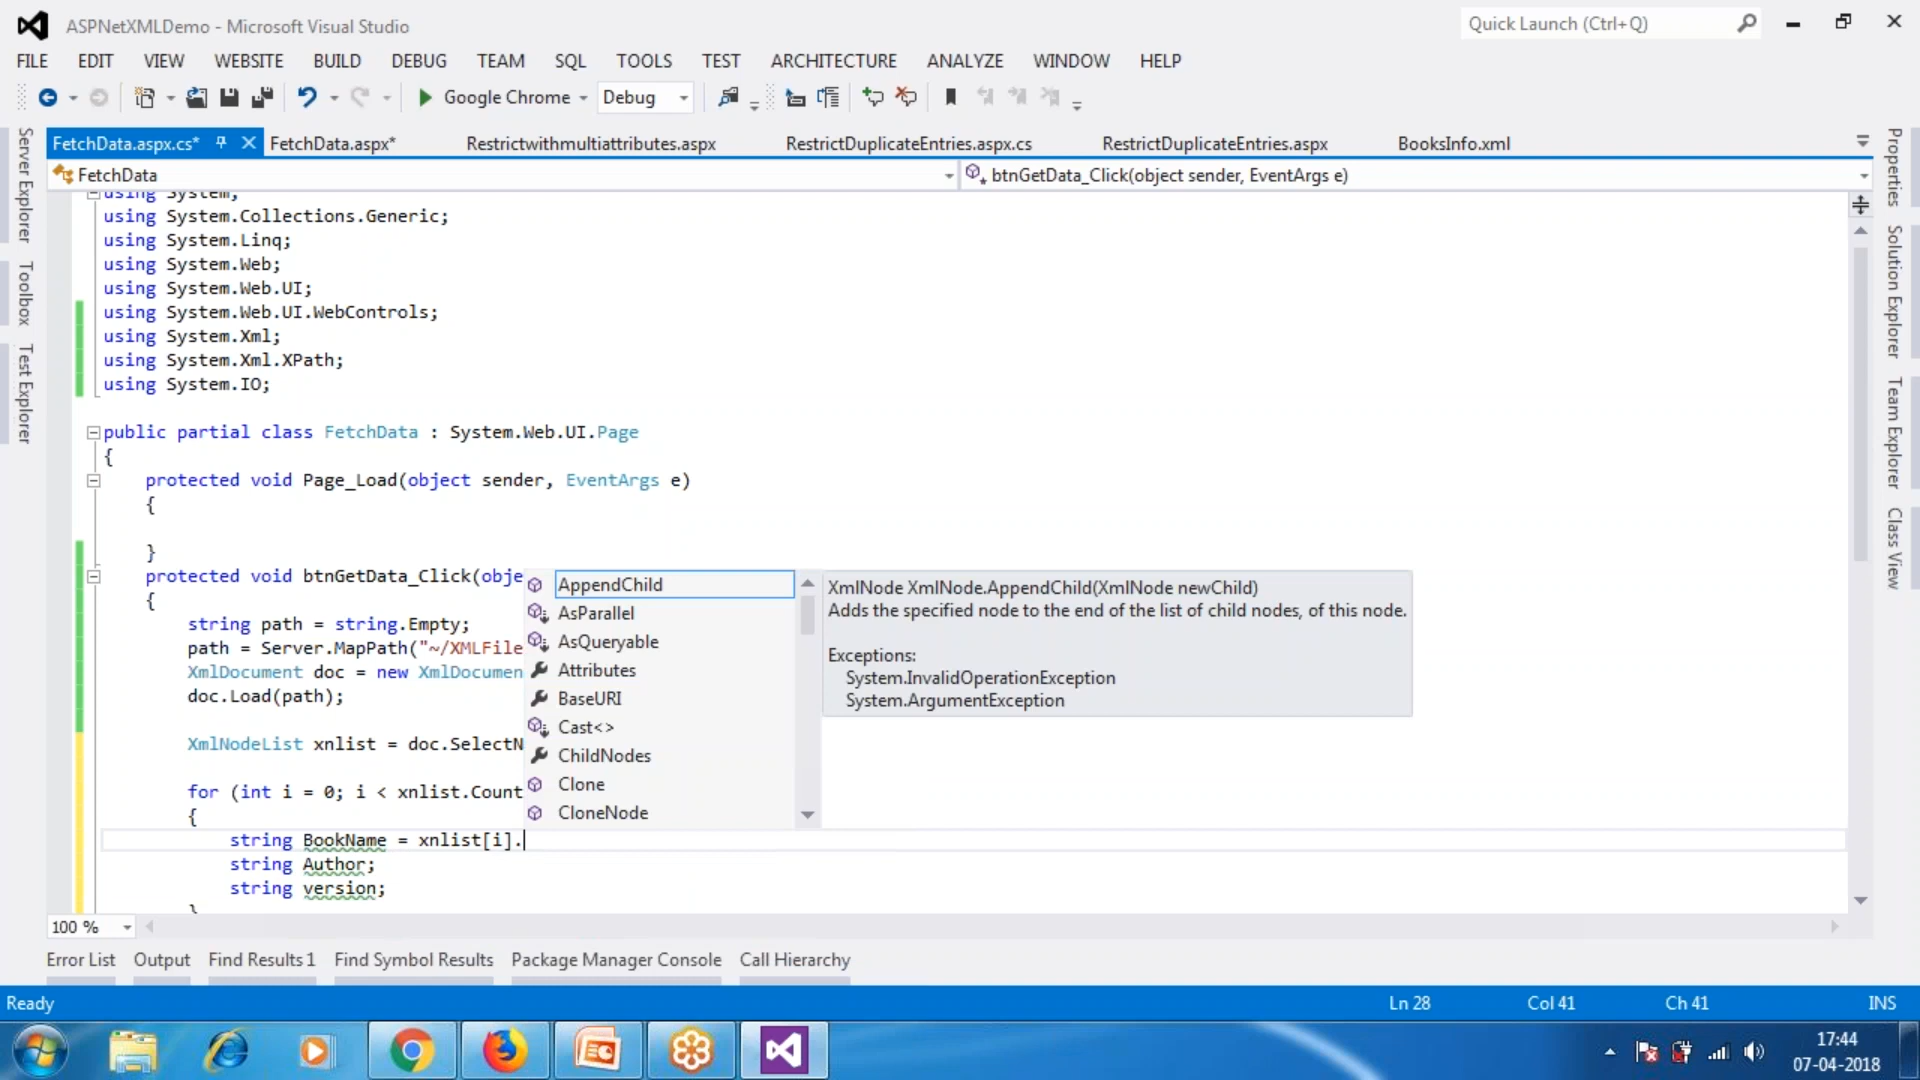 ASPNetXMLDemo - Microsoft Visual Studio
Quick Launch (Ctrl+Q)
FILE EDIT VIEW WEBSITE BUILD DEBUG TEAM SQL TOOLS TEST ARCHITECTURE ANALYZE WINDOW HELP
Google Chrome Debug
FetchData.aspx.cs* FetchData.aspx* Restrictwithmultiattributes.aspx RestrictDuplicateEntries.aspx.cs RestrictDuplicateEntries.aspx BooksInfo.xml
FetchData btnGetData_Click(object sender, EventArgs e)
Server Explorer
Toolbox
Test Explorer
using System;
using System.Collections.Generic;
using System.Linq;
using System.Web;
using System.Web.UI;
using System.Web.UI.WebControls;
using System.Xml;
using System.Xml.XPath;
using System.IO;
public partial class FetchData : System.Web.UI.Page
{
protected void Page_Load(object sender, EventArgs e)
{
}
protected void btnGetData_Click(obje
{
string path = string.Empty;
path = Server.MapPath("~/XMLFile
XmlDocument doc = new XmlDocumen
doc.Load(path);
XmlNodeList xnlist = doc.SelectN
for (int i = 0; i < xnlist.Count
{
string BookName = xnlist[i].
string Author;
string version;
}
AppendChild
AsParallel
AsQueryable
Attributes
BaseURI
Cast<>
ChildNodes
Clone
CloneNode
XmlNode XmlNode.AppendChild(XmlNode newChild)
Adds the specified node to the end of the list of child nodes, of this node.
Exceptions:
System.InvalidOperationException
System.ArgumentException
Properties
Solution Explorer
Team Explorer
Class View
100 %
Error List Output Find Results 1 Find Symbol Results Package Manager Console Call Hierarchy
Ready Ln 28 Col 41 Ch 41 INS
17:44
07-04-2018